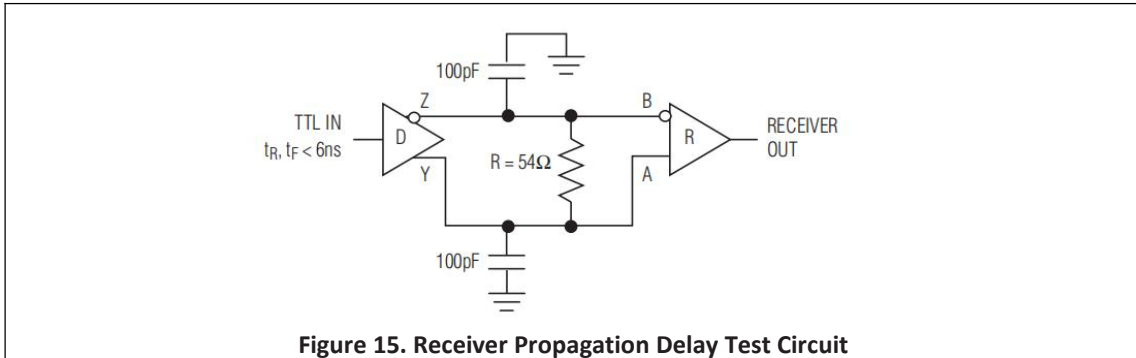 100pF
Z
B
TTL IN
D
R
RECEIVER
tR, tF < 6ns
OUT
R = 54Ω
Y
A
100pF
Figure 15. Receiver Propagation Delay Test Circuit